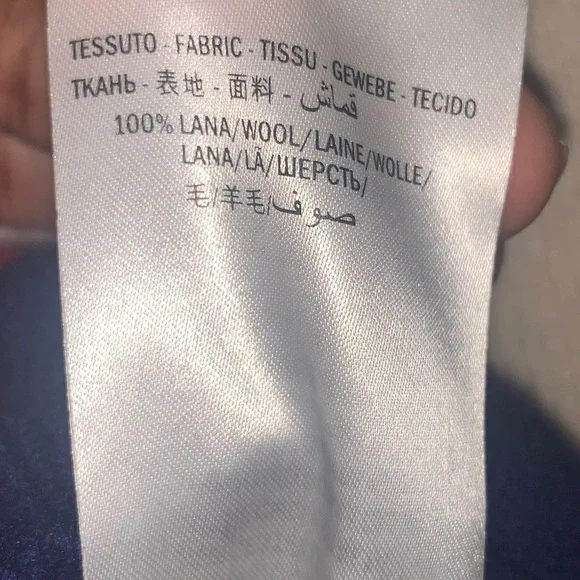 TESSUTO - FABRIC - TISSU - GEWEBE - TECIDO
ТКАНЬ - 表地 - 面料 - قماش
100% LANA/WOOL/LAINE/WOLLE/
LANA/LÃ/ШЕРСТЬ/
毛/羊毛/صوف